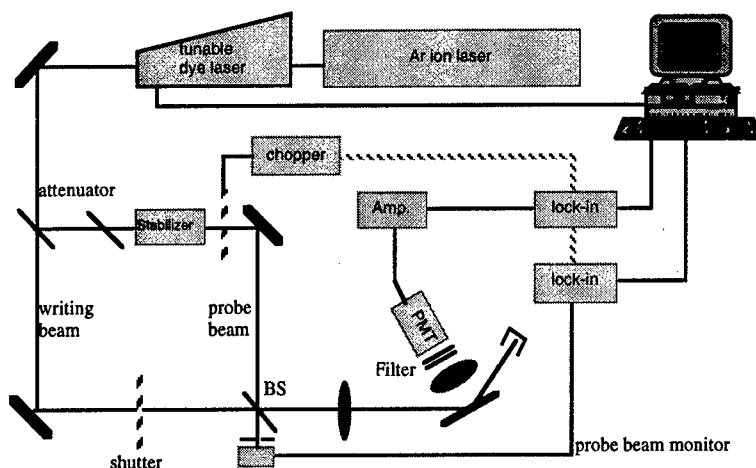 tunable
dye laser
Ar ion laser
chopper
attenuator
Stabilizer
Amp.
lock-in
lock-in
writing
beam
probe
beam
PMT
Filter
BS
shutter
probe beam monitor